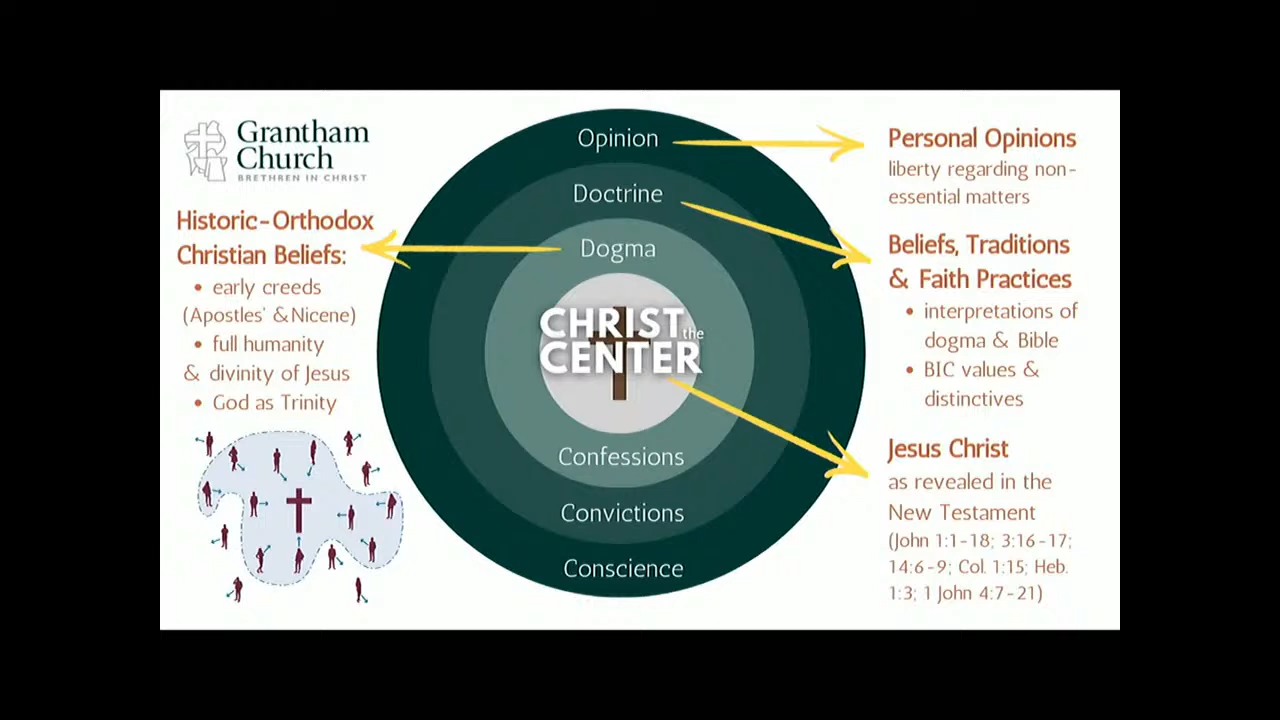 Grantham
Church
BRETHREN IN CHRIST
Historic-Orthodox
Christian Beliefs:
• early creeds
(Apostles' & Nicene)
• full humanity
& divinity of Jesus
• God as Trinity
Opinion
Doctrine
Dogma
CHRIST the
CENTER
Confessions
Convictions
Conscience
Personal Opinions
liberty regarding non-
essential matters
Beliefs, Traditions
& Faith Practices
• interpretations of
dogma & Bible
• BIC values &
distinctives
Jesus Christ
as revealed in the
New Testament
(John 1:1-18; 3:16-17;
14:6-9; Col. 1:15; Heb.
1:3; 1 John 4:7-21)